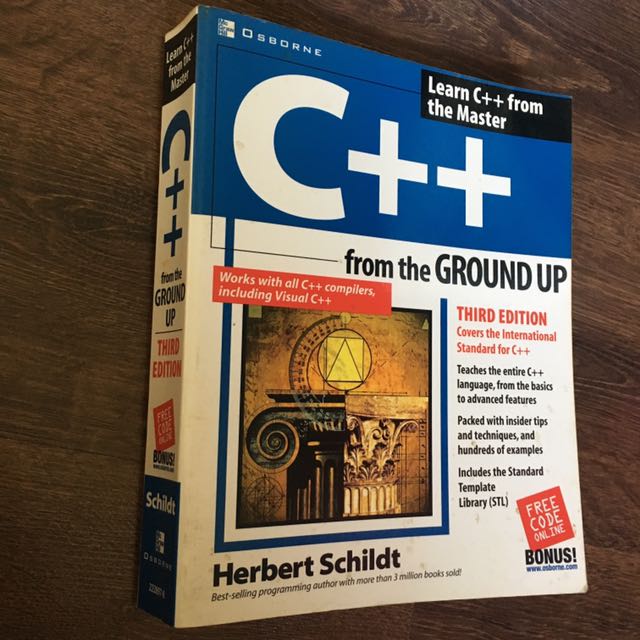 OSBORNE
Learn C++ from
the Master
C++
from the GROUND UP
Works with all C++ compilers,
including Visual C++
THIRD EDITION
Covers the International
Standard for C++
Teaches the entire C++
language, from the basics
to advanced features
Packed with insider tips
and techniques, and
hundreds of examples
Includes the Standard
Template
Library (STL)
FREE
CODE
ONLINE
BONUS!
www.osborne.com
Herbert Schildt
Best-selling programming author with more than 3 million books sold!
Learn C++
from the
Master
C++
from the
GROUND
UP
THIRD
EDITION
FREE
CODE
ONLINE
BONUS!
www.osborne.com
Schildt
OSBORNE